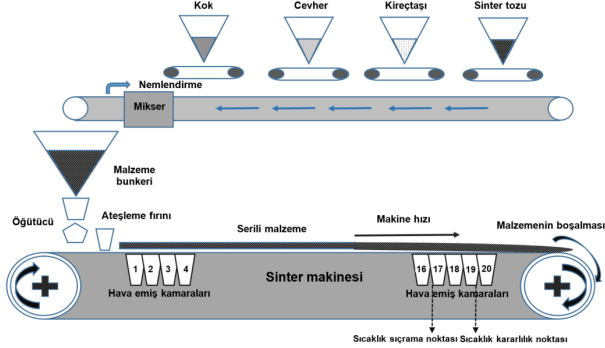 Kok
Cevher
Kireçtaşı
Sinter tozu
Nemlendirme
Mikser
Malzeme
bunkeri
Öğütücü
Ateşleme fırını
Serili malzeme
Makine hızı
Malzemenin boşalması
1 2 3 4
16 17 18 19 20
Sinter makinesi
Hava emiş kamaraları
Hava emiş kamaraları
Sıcaklık sıçrama noktası
Sıcaklık kararlılık noktası